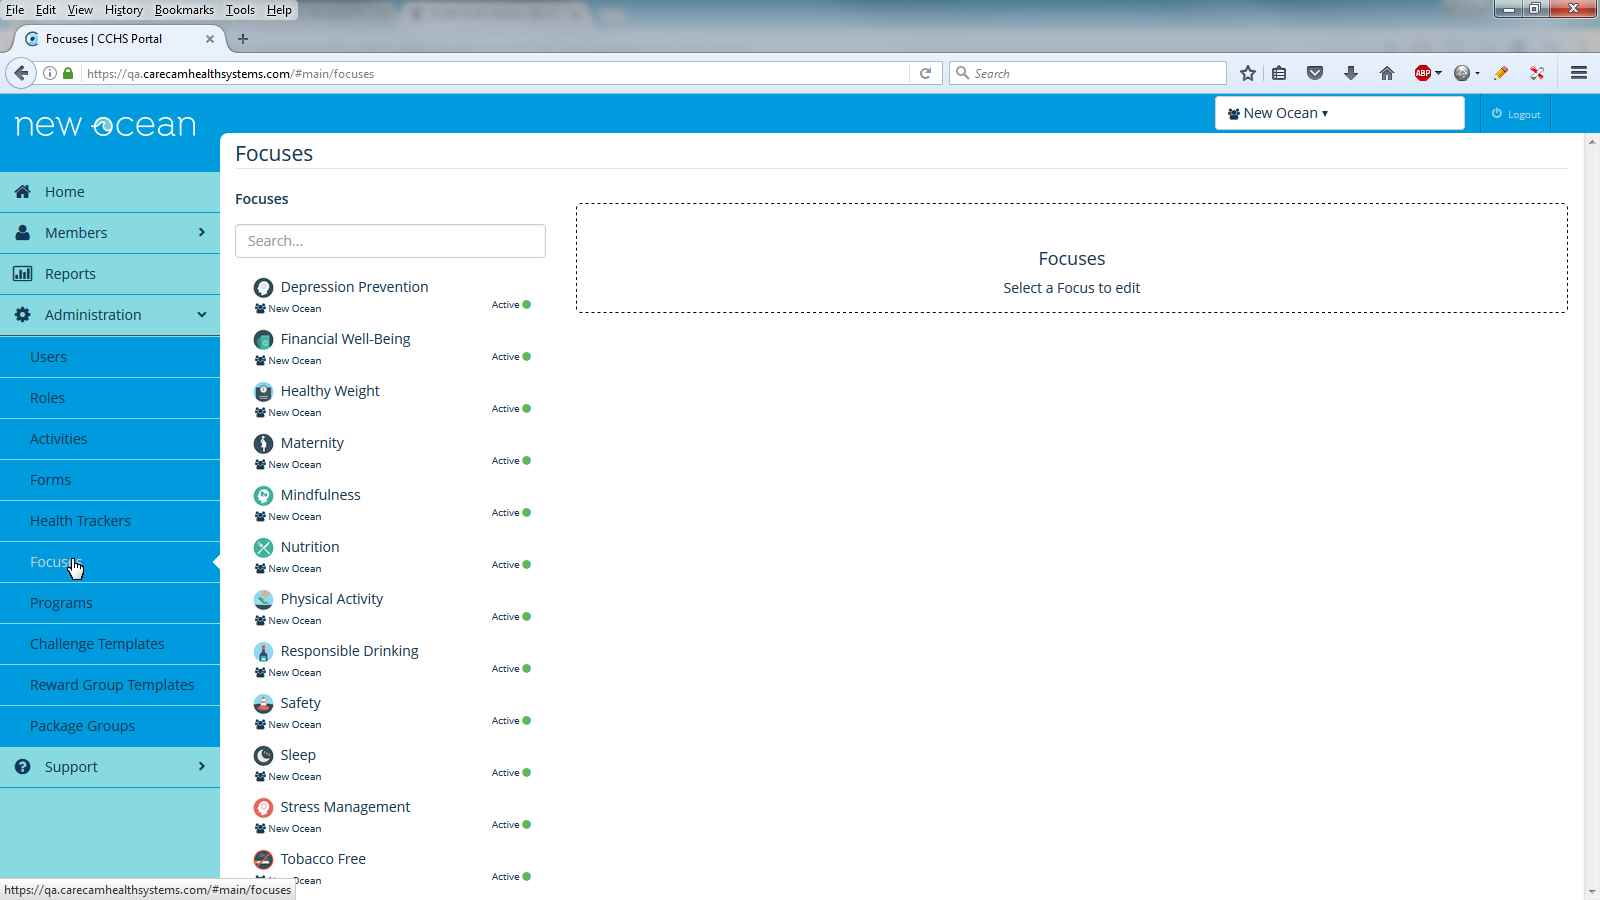 File Edit View History Bookmarks Tools Help
Focuses | CCHS Portal
https://qa.carecamhealthsystems.com/#main/focuses
Search
ABP
new ocean
New Ocean
Logout
Home
Members
Reports
Administration
Users
Roles
Activities
Forms
Health Trackers
Focuses
Programs
Challenge Templates
Reward Group Templates
Package Groups
Support
Focuses
Focuses
Search...
Depression Prevention
New Ocean Active
Financial Well-Being
New Ocean Active
Healthy Weight
New Ocean Active
Maternity
New Ocean Active
Mindfulness
New Ocean Active
Nutrition
New Ocean Active
Physical Activity
New Ocean Active
Responsible Drinking
New Ocean Active
Safety
New Ocean Active
Sleep
New Ocean Active
Stress Management
New Ocean Active
Tobacco Free
Ocean Active
Focuses
Select a Focus to edit
https://qa.carecamhealthsystems.com/#main/focuses